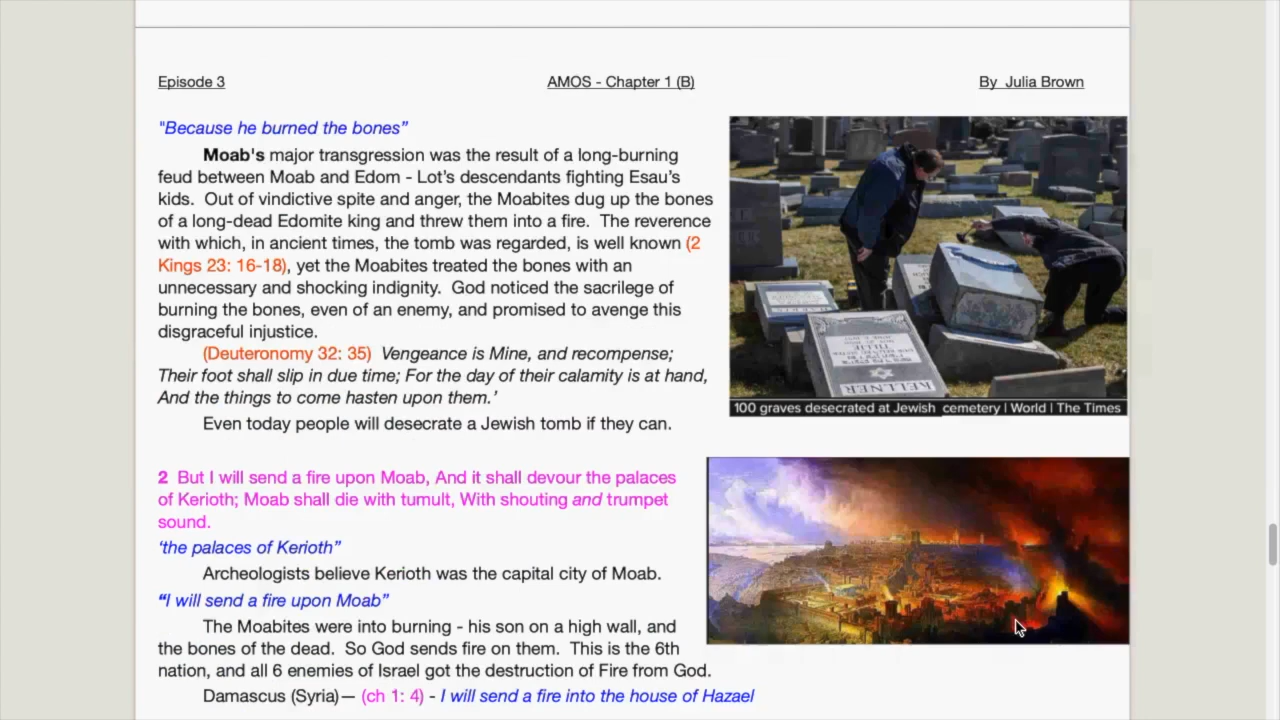 Episode 3
AMOS - Chapter 1 (B)
By Julia Brown
"Because he burned the bones”
Moab's major transgression was the result of a long-burning
feud between Moab and Edom - Lot’s descendants fighting Esau’s
kids. Out of vindictive spite and anger, the Moabites dug up the bones
of a long-dead Edomite king and threw them into a fire. The reverence
with which, in ancient times, the tomb was regarded, is well known (2
Kings 23: 16-18), yet the Moabites treated the bones with an
unnecessary and shocking indignity. God noticed the sacrilege of
burning the bones, even of an enemy, and promised to avenge this
disgraceful injustice.
(Deuteronomy 32: 35) Vengeance is Mine, and recompense;
Their foot shall slip in due time; For the day of their calamity is at hand,
And the things to come hasten upon them.’
Even today people will desecrate a Jewish tomb if they can.
KELLNER
100 graves desecrated at Jewish cemetery | World | The Times
2 But I will send a fire upon Moab, And it shall devour the palaces
of Kerioth; Moab shall die with tumult, With shouting and trumpet
sound.
‘the palaces of Kerioth”
Archeologists believe Kerioth was the capital city of Moab.
“I will send a fire upon Moab”
The Moabites were into burning - his son on a high wall, and
the bones of the dead. So God sends fire on them. This is the 6th
nation, and all 6 enemies of Israel got the destruction of Fire from God.
Damascus (Syria)— (ch 1: 4) - I will send a fire into the house of Hazael